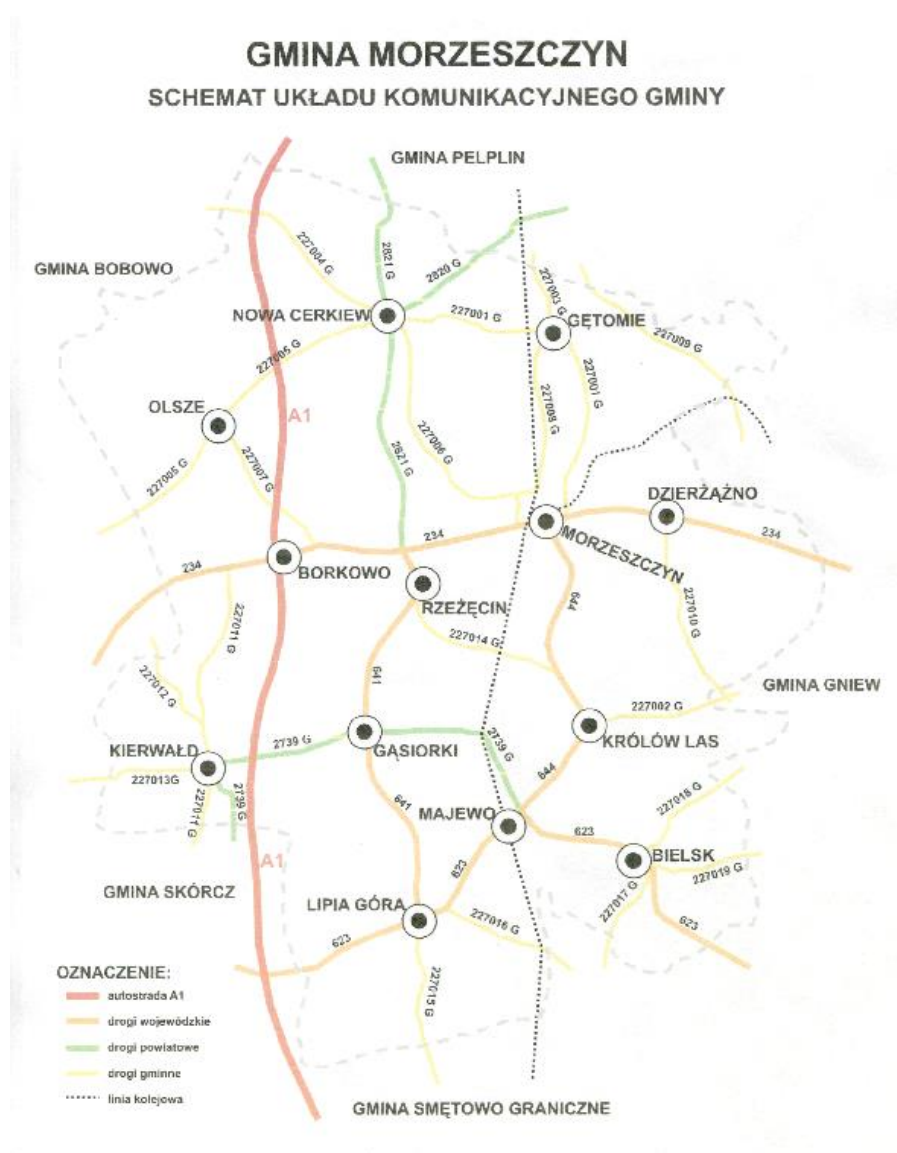 GMINA MORZESZCZYN
SCHEMAT UKŁADU KOMUNIKACYJNEGO GMINY
GMINA PELPLIN
GMINA BOBOWO
227004 G
2821 G
2820 G
227003 G
NOWA CERKIEW
227001 G
GĘTOMIE
227009 G
227005 G
OLSZE
A1
227008 G
227001 G
227006 G
227005 G
227007 G
2821 G
DZIERŻĄŻNO
234
MORZESZCZYN
234
234
BORKOWO
RZEŻĘCIN
644
227010 G
227011 G
227014 G
227012 G
641
GMINA GNIEW
227002 G
KIERWAŁD
2739 G
GĄSIORKI
2739 G
KRÓLÓW LAS
227013G
644
2739 G
227011 G
641
MAJEWO
227018 G
623
A1
BIELSK
623
227019 G
GMINA SKÓRCZ
LIPIA GÓRA
227017 G
227016 G
623
623
OZNACZENIE:
227015 G
autostrada A1
drogi wojewódzkie
drogi powiatowe
drogi gminne
linia kolejowa
GMINA SMĘTOWO GRANICZNE